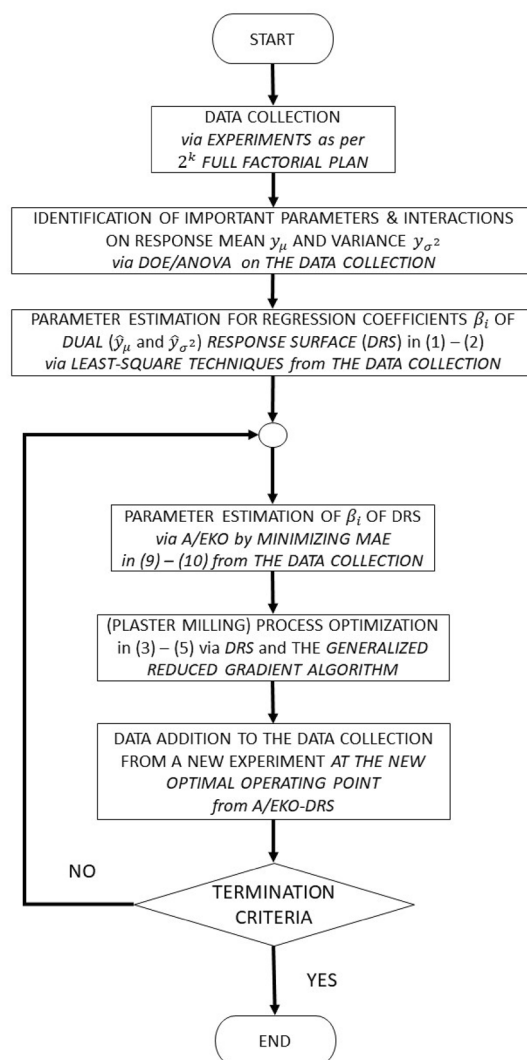 START
DATA COLLECTION
via EXPERIMENTS as per
2ᵏ FULL FACTORIAL PLAN
IDENTIFICATION OF IMPORTANT PARAMETERS & INTERACTIONS
ON RESPONSE MEAN y_μ AND VARIANCE y_σ²
via DOE/ANOVA on THE DATA COLLECTION
PARAMETER ESTIMATION FOR REGRESSION COEFFICIENTS β_i OF
DUAL (ŷ_μ and ŷ_σ²) RESPONSE SURFACE (DRS) in (1) – (2)
via LEAST-SQUARE TECHNIQUES from THE DATA COLLECTION
PARAMETER ESTIMATION OF β_i OF DRS
via A/EKO by MINIMIZING MAE
in (9) – (10) from THE DATA COLLECTION
(PLASTER MILLING) PROCESS OPTIMIZATION
in (3) – (5) via DRS and THE GENERALIZED
REDUCED GRADIENT ALGORITHM
DATA ADDITION TO THE DATA COLLECTION
FROM A NEW EXPERIMENT AT THE NEW
OPTIMAL OPERATING POINT
from A/EKO-DRS
NO
TERMINATION
CRITERIA
YES
END